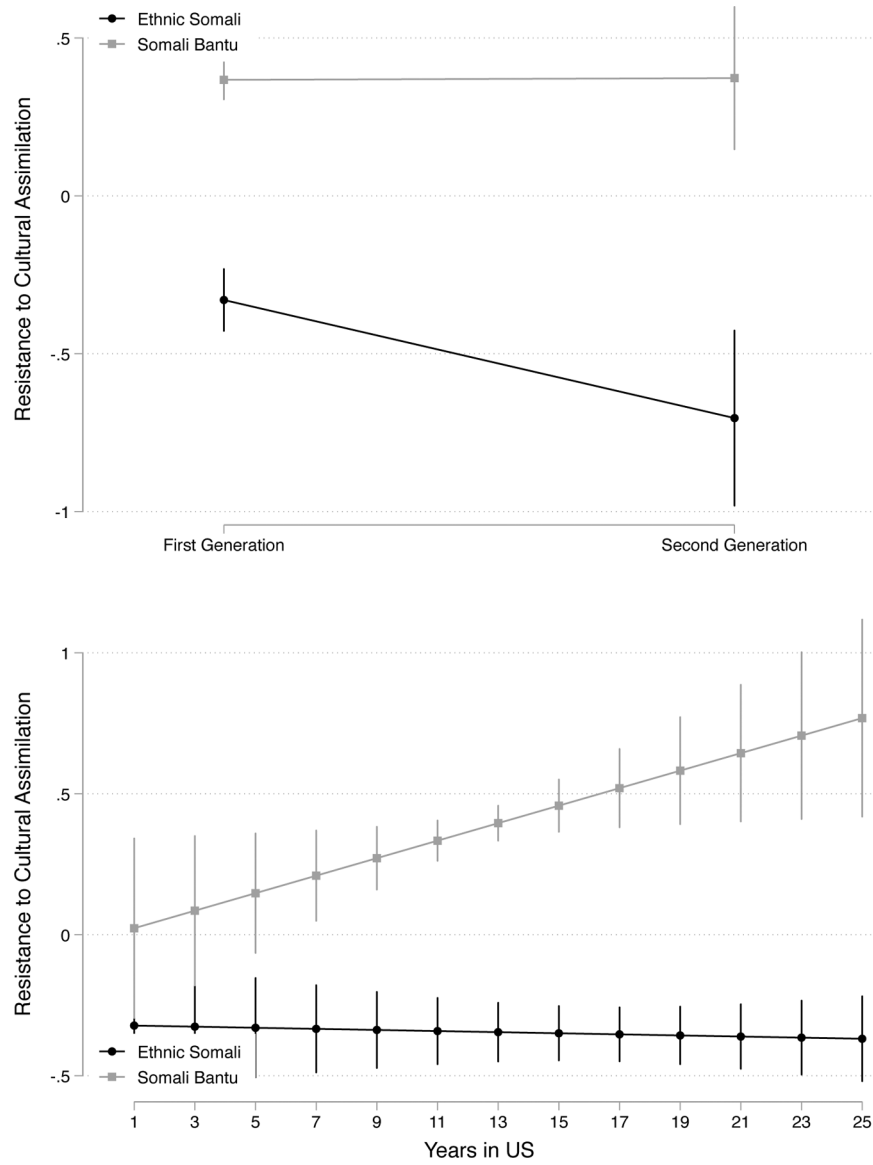 Ethnic Somali
Somali Bantu
Resistance to Cultural Assimilation
.5
0
-.5
-1
First Generation Second Generation
Resistance to Cultural Assimilation
1
.5
0
-.5
Ethnic Somali
Somali Bantu
1 3 5 7 9 11 13 15 17 19 21 23 25
Years in US